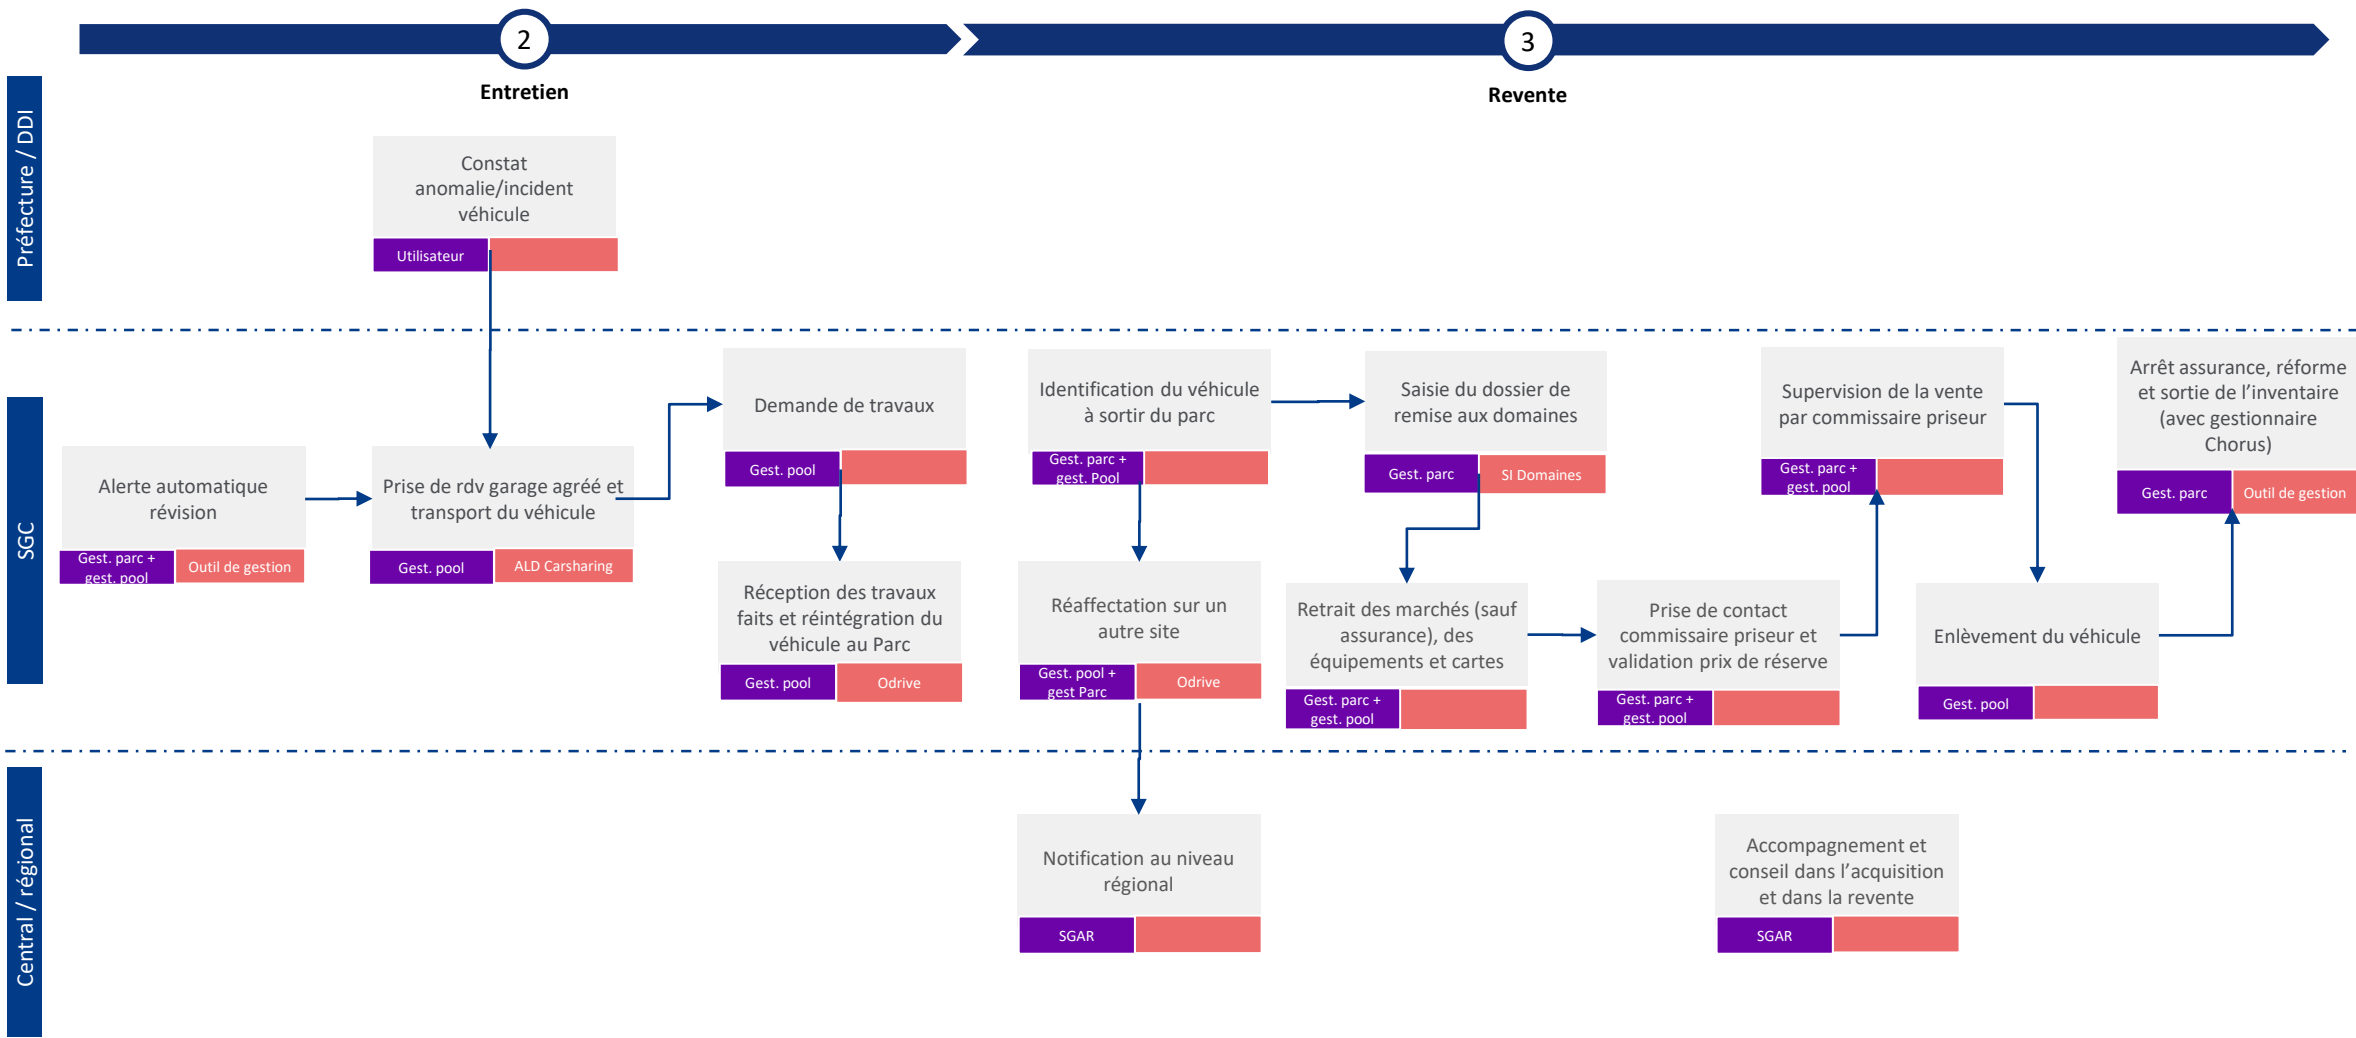 2
3
Entretien
Revente
Préfecture / DDI
Constat
anomalie/incident
véhicule
Utilisateur
SGC
Alerte automatique
révision
Gest. parc +
gest. pool
Outil de gestion
Prise de rdv garage agréé et
transport du véhicule
Gest. pool
ALD Carsharing
Demande de travaux
Gest. pool
Réception des travaux
faits et réintégration du
véhicule au Parc
Gest. pool
Odrive
Identification du véhicule
à sortir du parc
Gest. parc +
gest. Pool
Réaffectation sur un
autre site
Gest. pool +
gest Parc
Odrive
Saisie du dossier de
remise aux domaines
Gest. parc
SI Domaines
Retrait des marchés (sauf
assurance), des
équipements et cartes
Gest. parc +
gest. pool
Prise de contact
commissaire priseur et
validation prix de réserve
Gest. parc +
gest. pool
Supervision de la vente
par commissaire priseur
Gest. parc +
gest. pool
Enlèvement du véhicule
Gest. pool
Arrêt assurance, réforme
et sortie de l’inventaire
(avec gestionnaire
Chorus)
Gest. parc
Outil de gestion
Central / régional
Notification au niveau
régional
SGAR
Accompagnement et
conseil dans l’acquisition
et dans la revente
SGAR